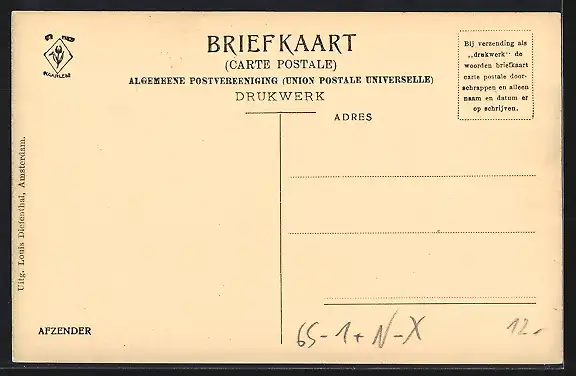 HAARLEM
BRIEFKAART
(CARTE POSTALE)
ALGEMEENE POSTVEREENIGING (UNION POSTALE UNIVERSELLE)
DRUKWERK
ADRES
Bij verzending als
„drukwerk" de
woorden briefkaart
carte postale door-
schrappen en alleen
naam en datum er
op schrijven.
Uitg. Louis Diefenthal, Amsterdam.
AFZENDER
65-1+N-X
12.-